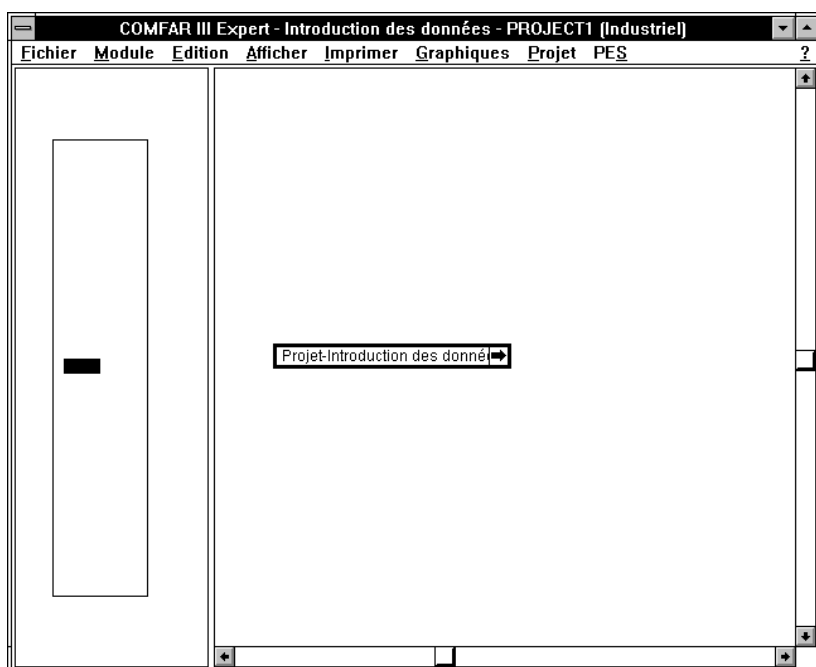 COMFAR III Expert - Introduction des données - PROJECT1 (Industriel)
Fichier Module Edition Afficher Imprimer Graphiques Projet PES ?
Projet-Introduction des donné